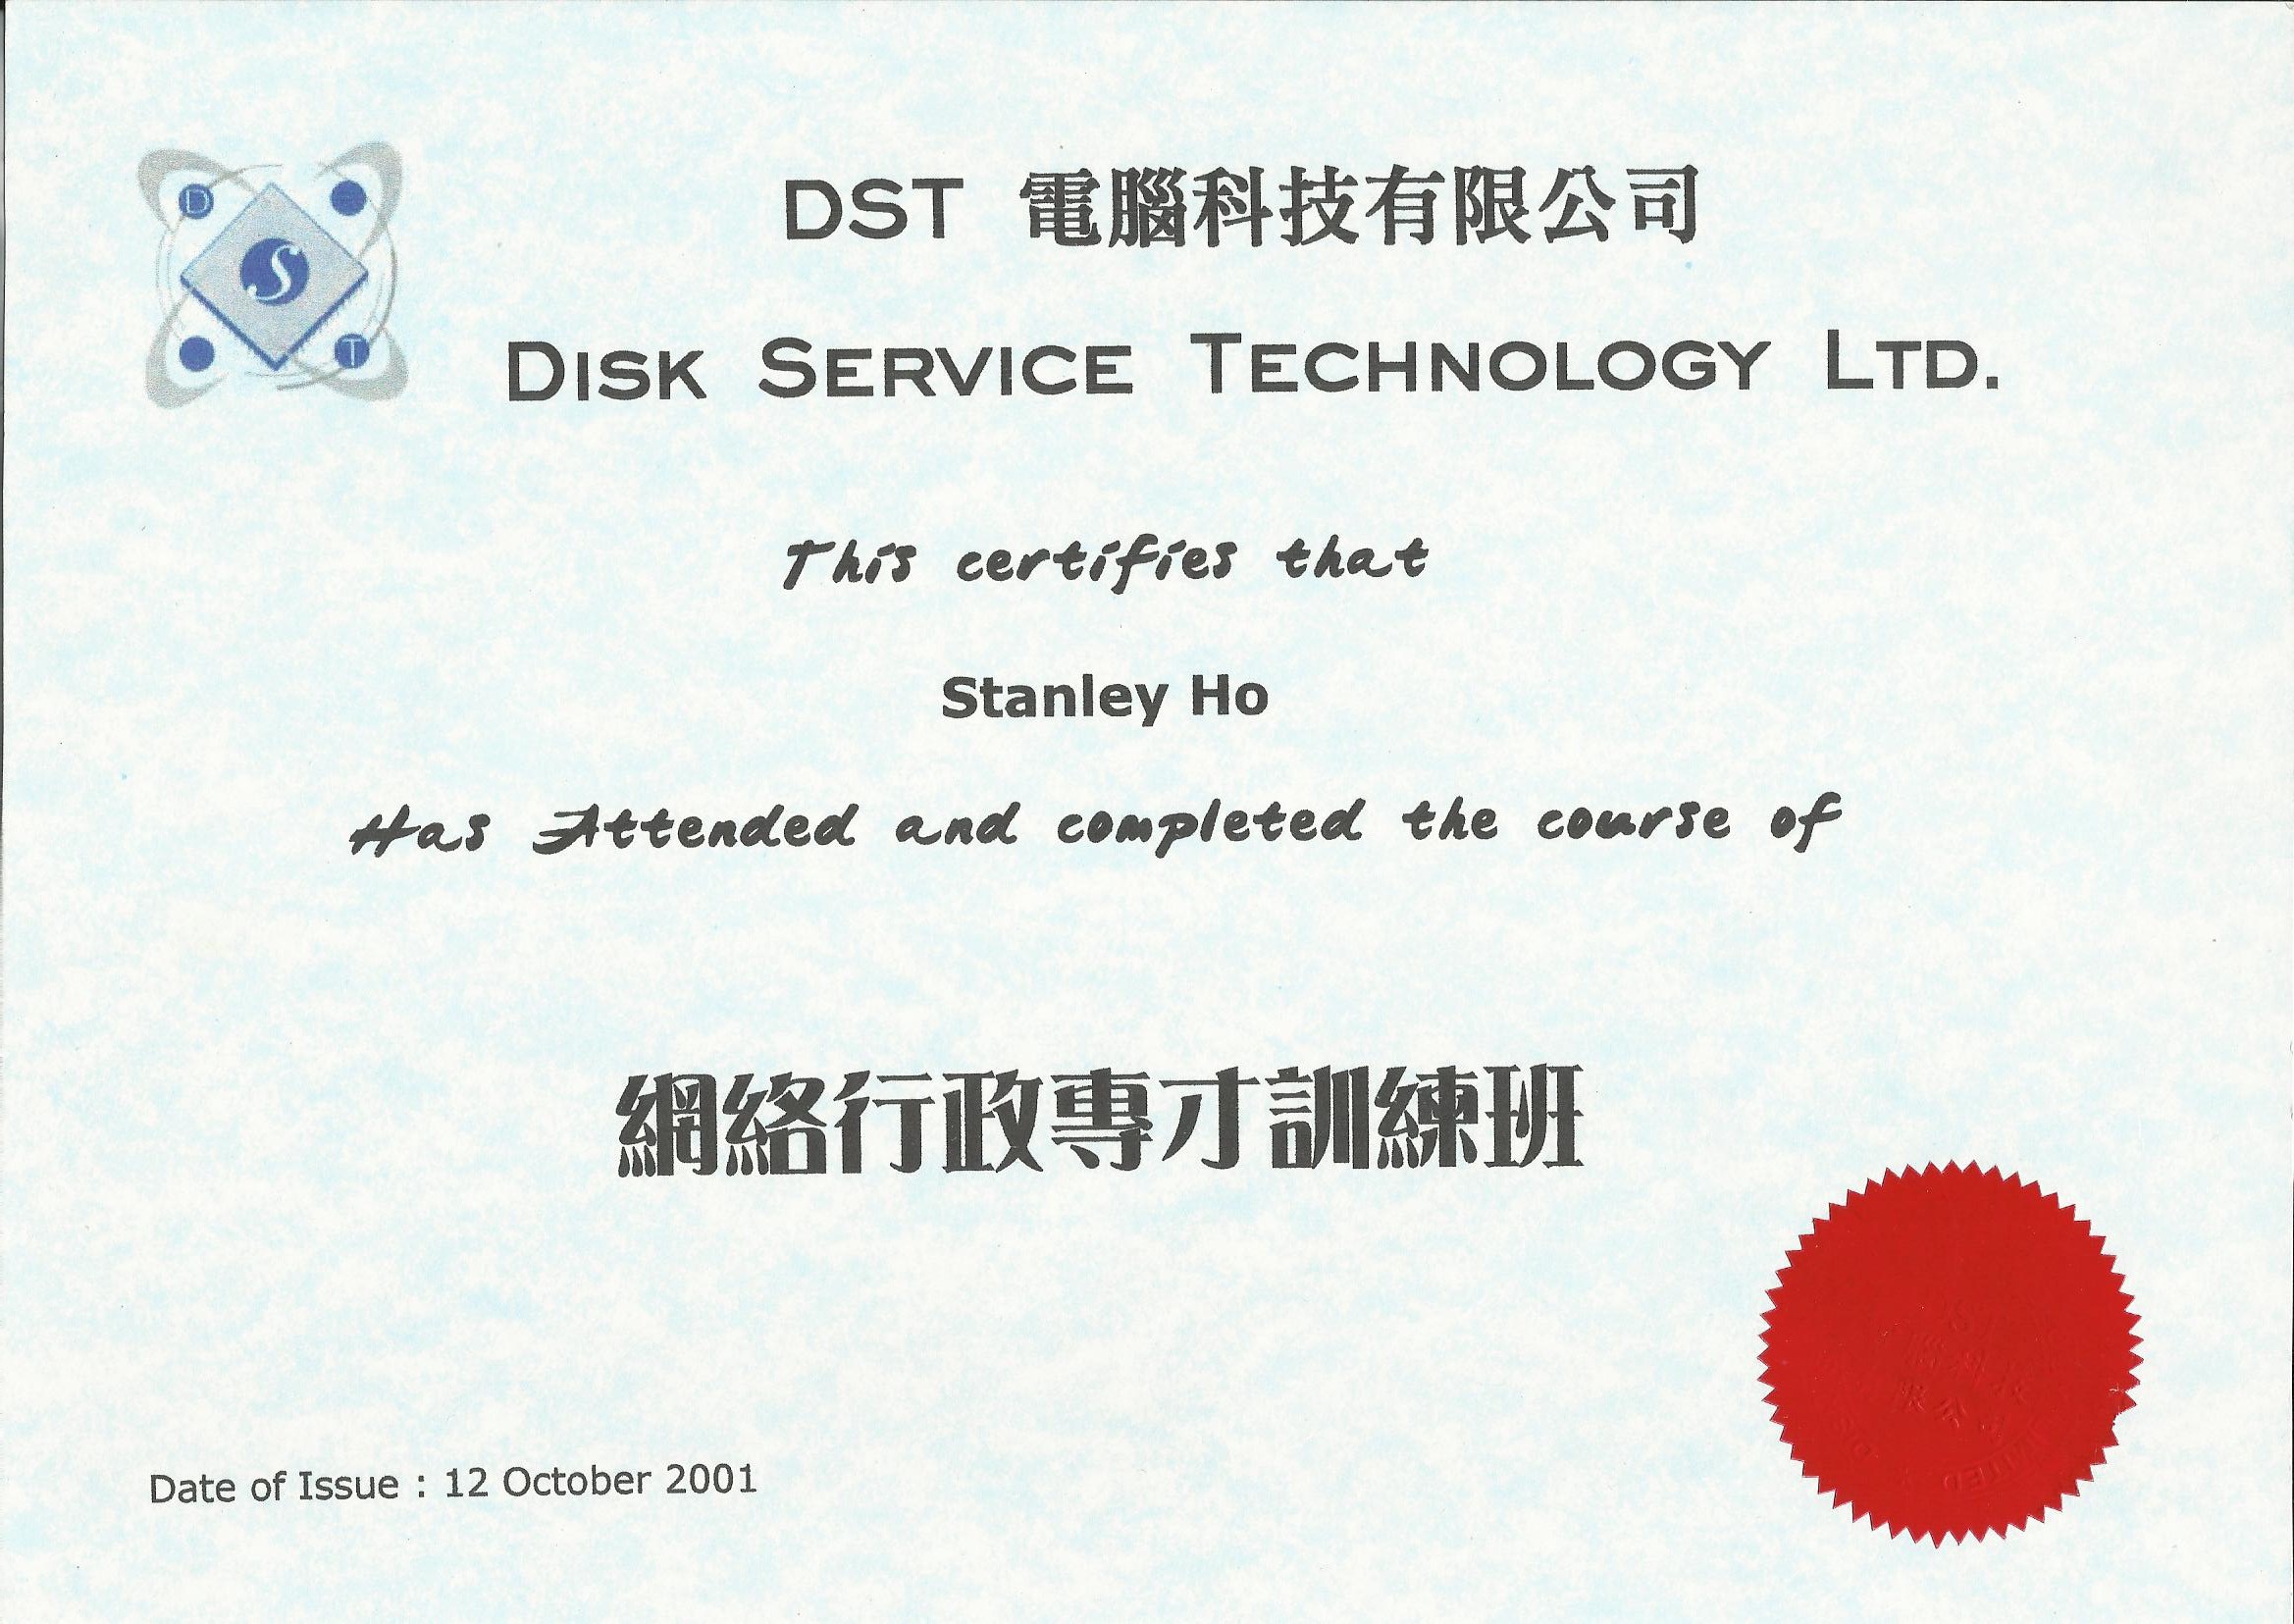 D
S
T
DST 電腦科技有限公司
DISK SERVICE TECHNOLOGY LTD.
This certifies that
Stanley Ho
Has Attended and completed the course of
網絡行政專才訓練班
Date of Issue : 12 October 2001